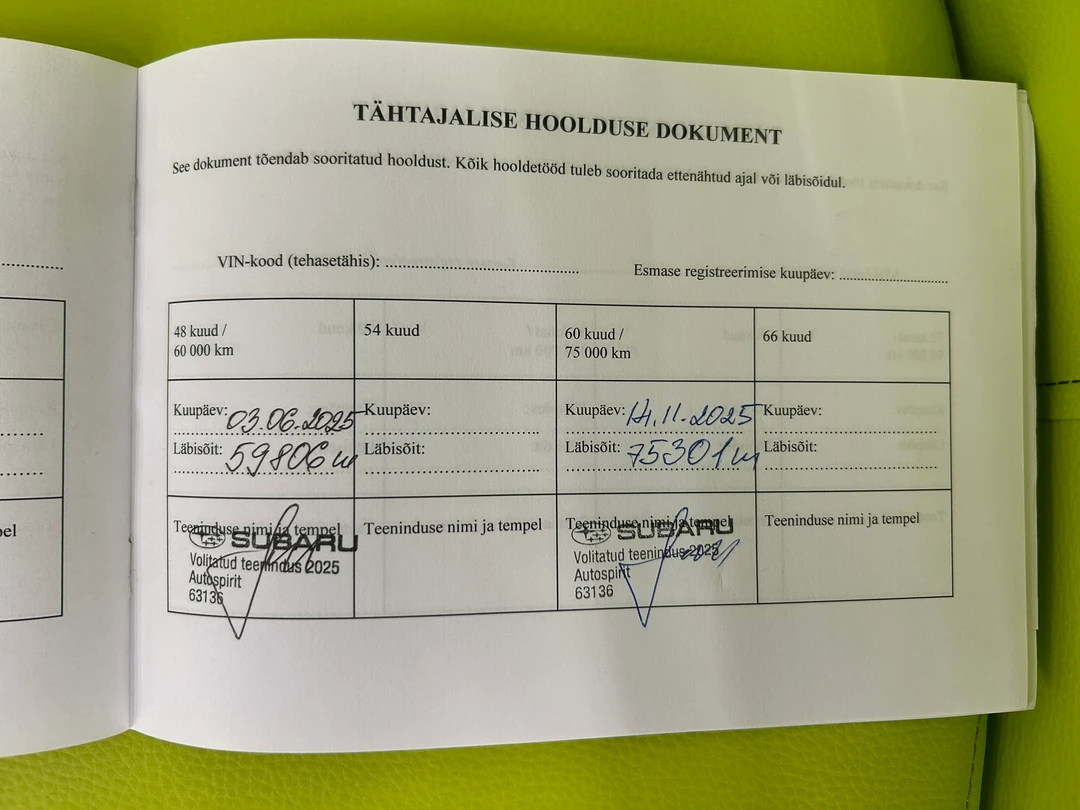 TÄHTAJALISE HOOLDUSE DOKUMENT
See dokument tõendab sooritatud hooldust. Kõik hooldetööd tuleb sooritada ettenähtud ajal või läbisõidul.
VIN-kood (tehasetähis):
Esmase registreerimise kuupäev:
48 kuud /
60 000 km
54 kuud
60 kuud /
75 000 km
66 kuud
Kuupäev: 03.06.2025
Läbisõit: 59806
Kuupäev:
Läbisõit:
Kuupäev: 14.11.2025
Läbisõit: 75301
Kuupäev:
Läbisõit:
pel
Teeninduse nimi ja tempel
SUBARU
Volitatud teenindus 2025
Autospirit
63136
Teeninduse nimi ja tempel
Teeninduse nimi ja tempel
SUBARU
Volitatud teenindus 2025
Autospirit
63136
Teeninduse nimi ja tempel